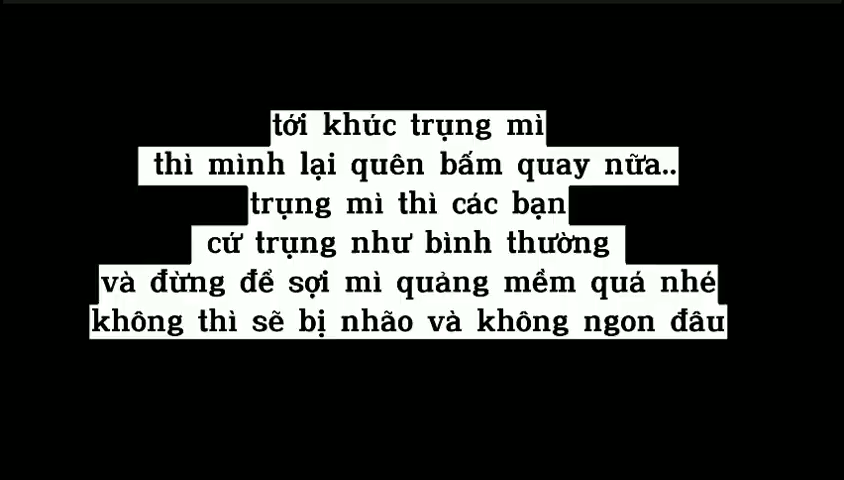 tới khúc trụng mì
thì mình lại quên bấm quay nữa..
trụng mì thì các bạn
cứ trụng như bình thường
và đừng để sợi mì quảng mềm quá nhé
không thì sẽ bị nhão và không ngon đâu